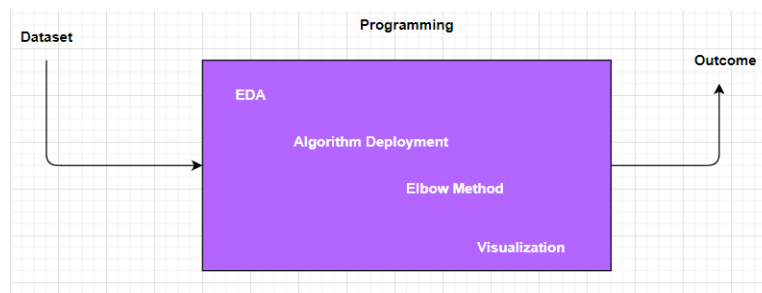 Programming
Dataset
Outcome
EDA
Algorithm Deployment
Elbow Method
Visualization